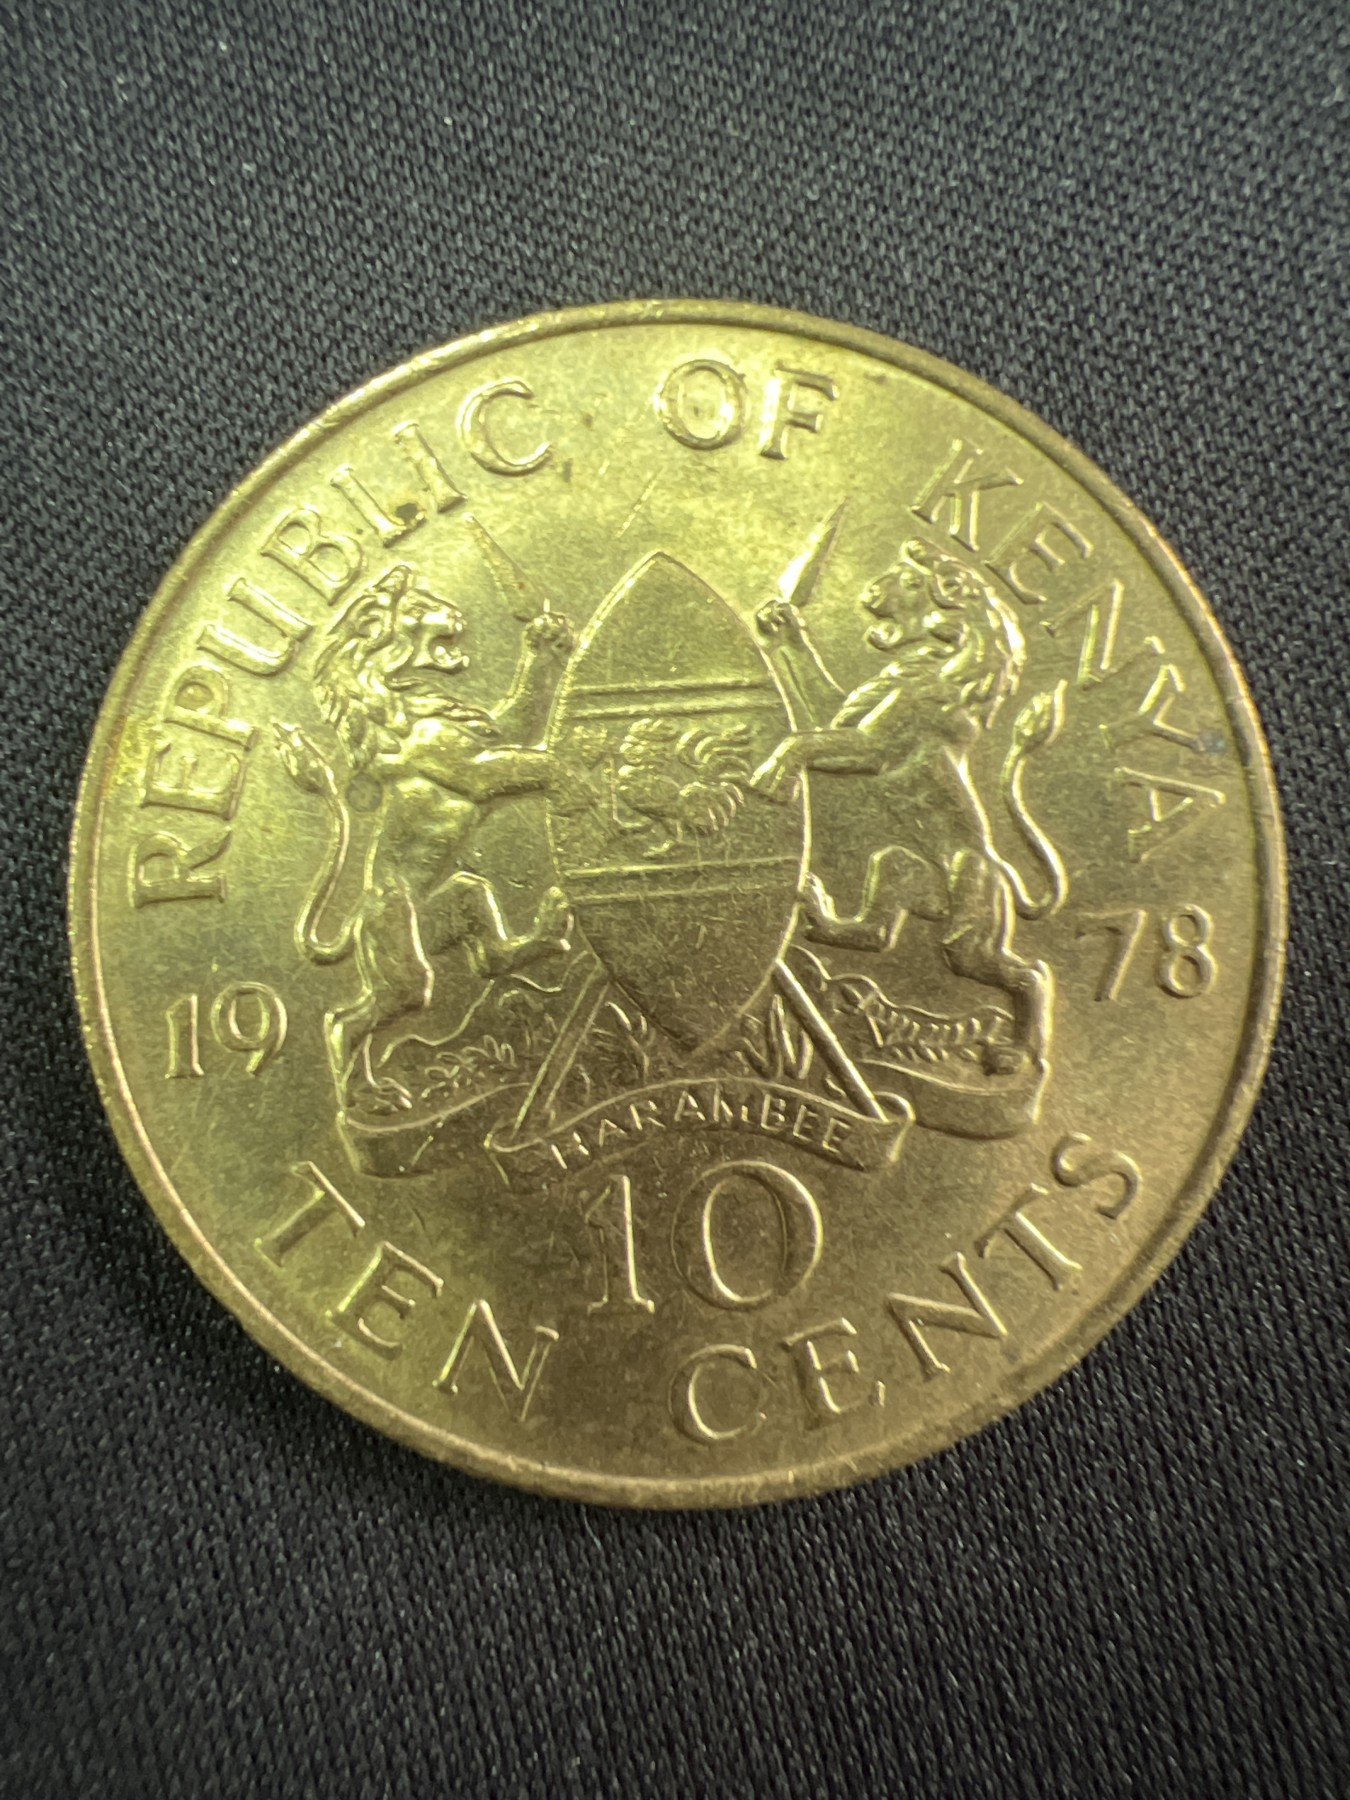 REPUBLIC OF KENYA
19 78
HARAMBEE
10
TEN CENTS